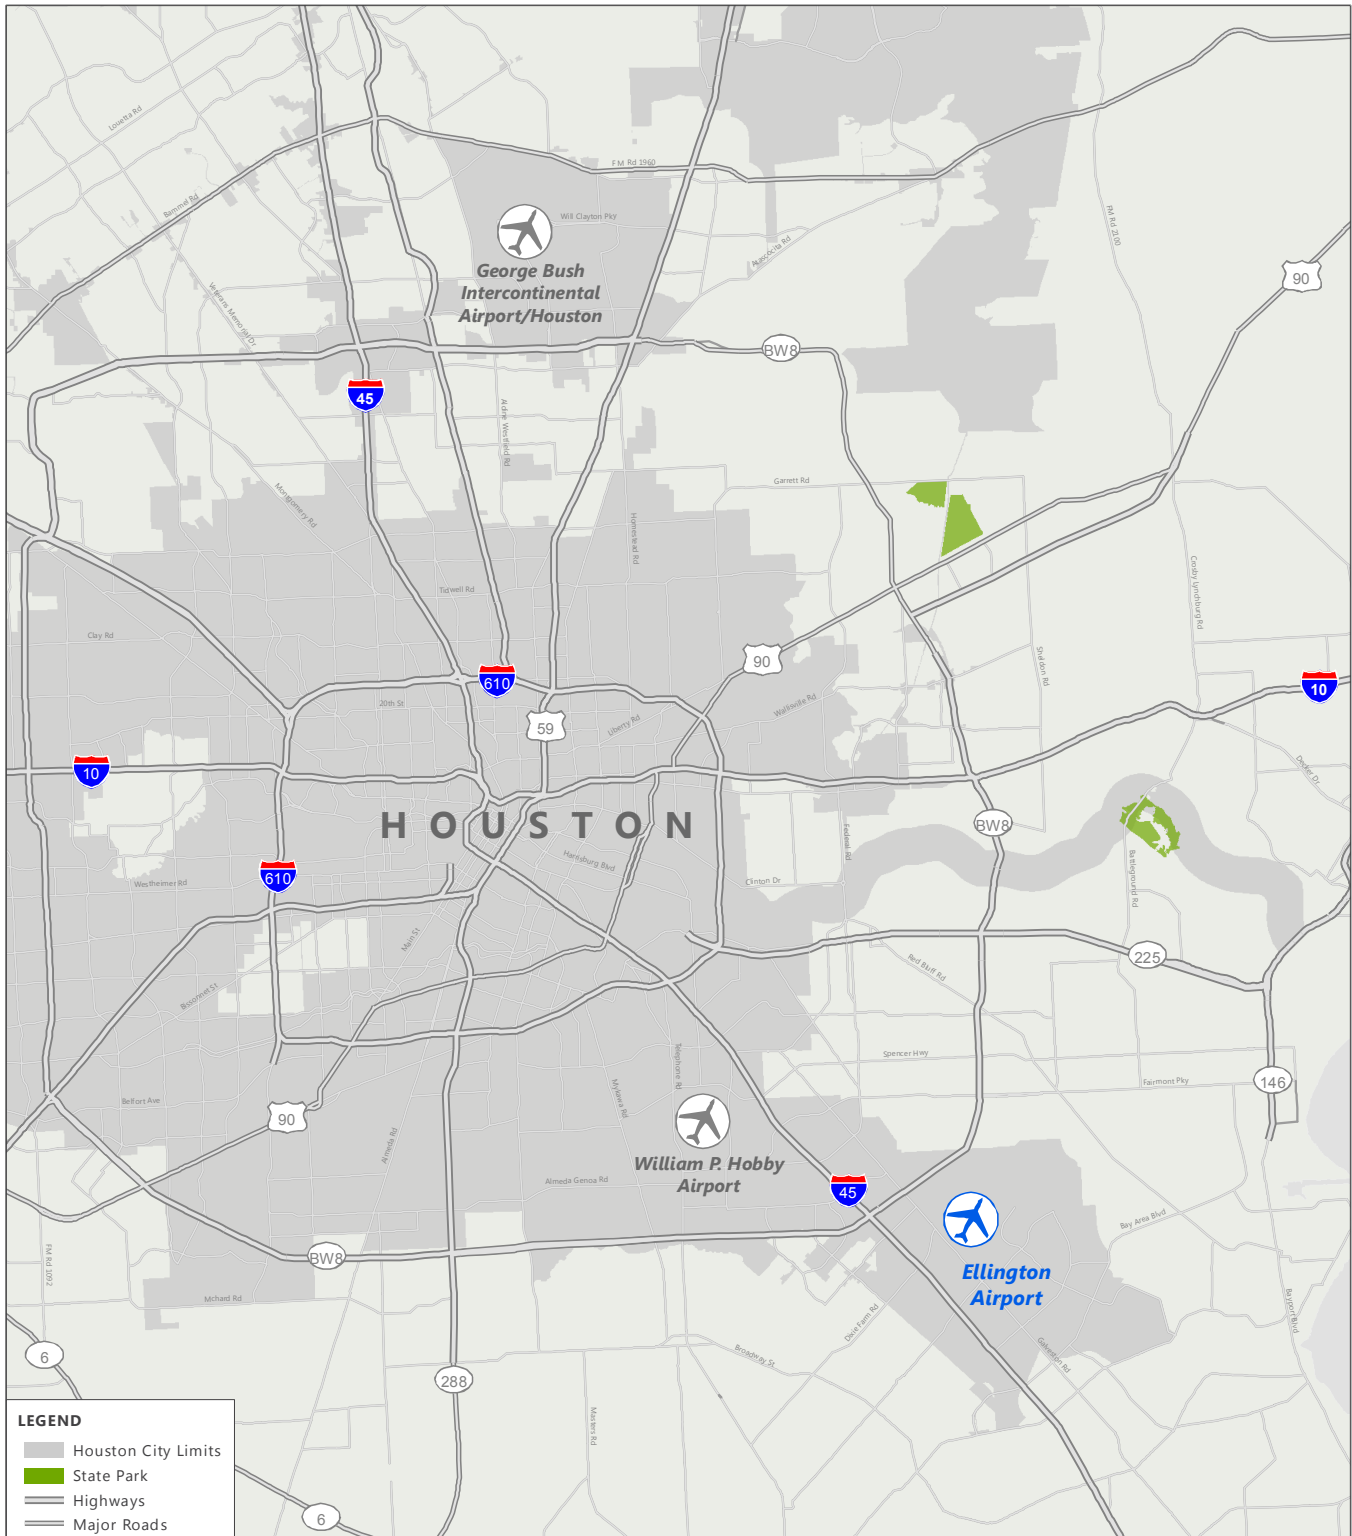 Louetta Rd
F M Rd 1960
Bammel Rd
FM Rd 2100
Will Clayton Pky
Atascocita Rd
George Bush
Intercontinental
Airport/Houston
90
Veterans Memorial Dr
BW8
45
Aldine Westfield Rd
Garrett Rd
Montgomery Rd
Homestead Rd
Crosby Lynchburg Rd
Tidwell Rd
Clay Rd
90
Sheldon Rd
610
10
20th St
Wallisville Rd
59
Liberty Rd
10
Decker Dr
HOUSTON
BW8
Federal Rd
Harrisburg Blvd
610
Westheimer Rd
Clinton Dr
Battleground Rd
Main St
225
Red Bluff Rd
Bissonnet St
Spencer Hwy
Telephone Rd
Fairmont Pky
146
Mykawa Rd
Belfort Ave
90
Almeda Rd
William P. Hobby
Airport
Almeda Genoa Rd
45
Bay Area Blvd
BW8
FM Rd 1092
Ellington
Airport
Mchard Rd
Bayport Blvd
Dixie Farm Rd
Galveston Rd
6
Broadway St
288
Masters Rd
LEGEND
Houston City Limits
State Park
Highways
Major Roads
6